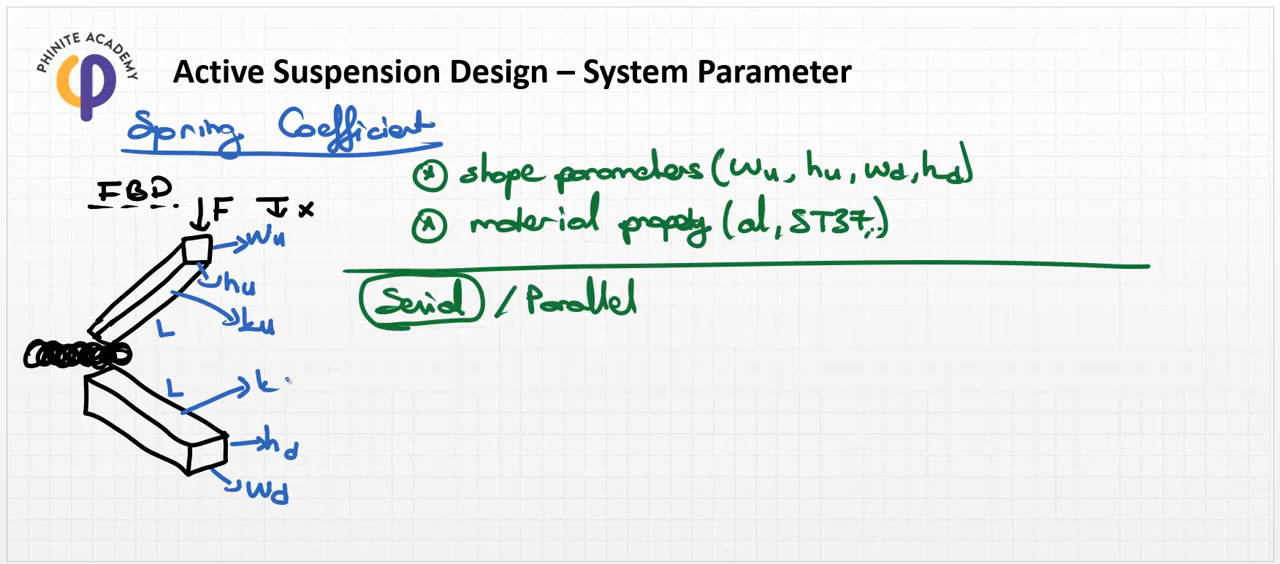 PHINITE ACADEMY
Active Suspension Design – System Parameter
Spring Coefficient
* shape parameters (wu, hu, wd, hd)
* material propety (al, ST37,..)
FBD
F x
wu
hu
ku
L
Serial / Parallel
L
k
hd
wd